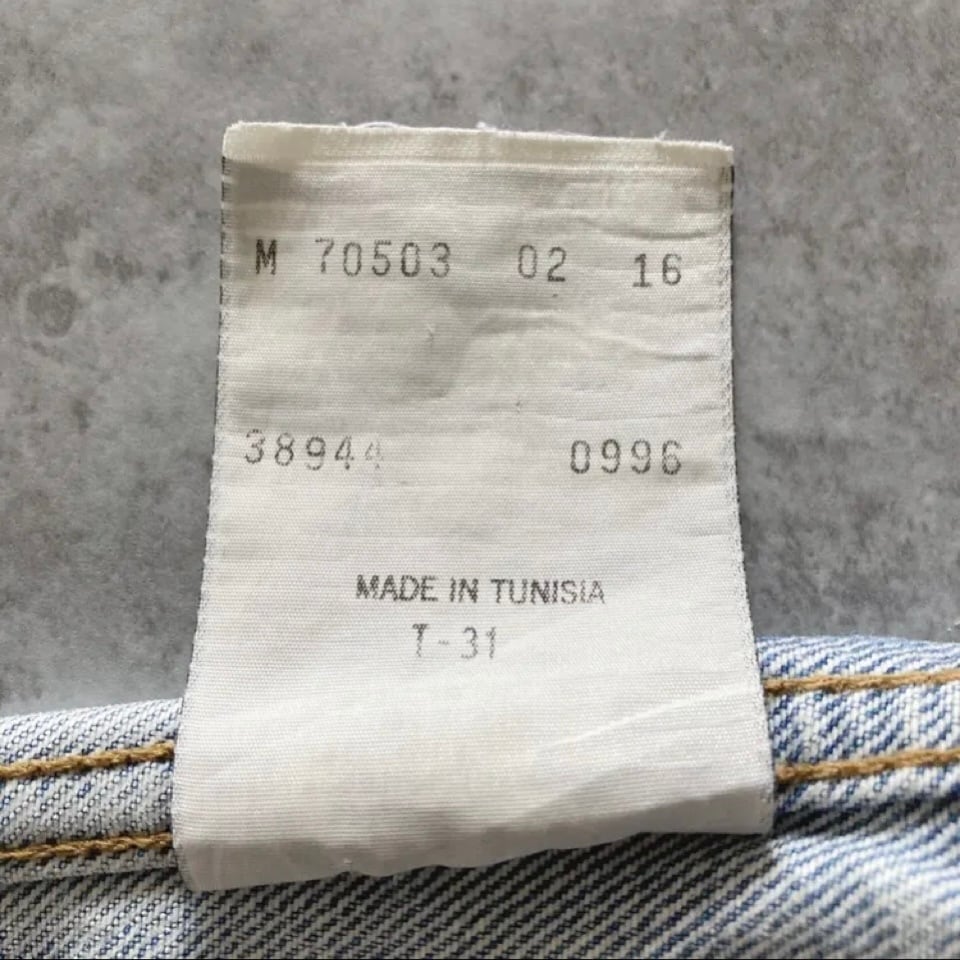 M 70503 02 16
38944 0996
MADE IN TUNISIA
T-31